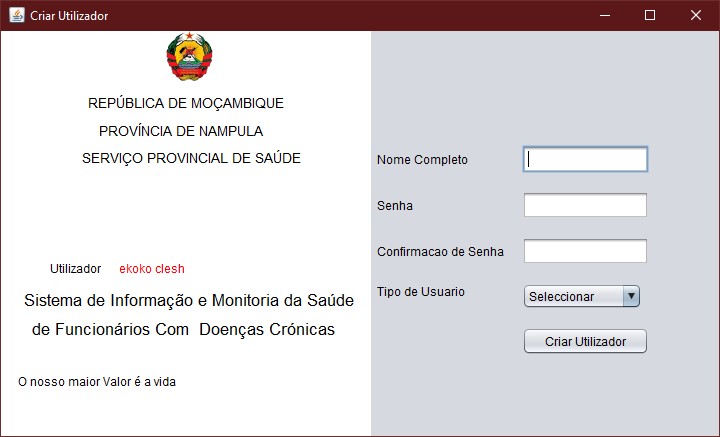 Criar Utilizador
REPÚBLICA DE MOÇAMBIQUE
PROVÍNCIA DE NAMPULA
SERVIÇO PROVINCIAL DE SAÚDE
Utilizador ekoko clesh
Sistema de Informação e Monitoria da Saúde
de Funcionários Com Doenças Crónicas
O nosso maior Valor é a vida
Nome Completo
Senha
Confirmacao de Senha
Tipo de Usuario Seleccionar
Criar Utilizador